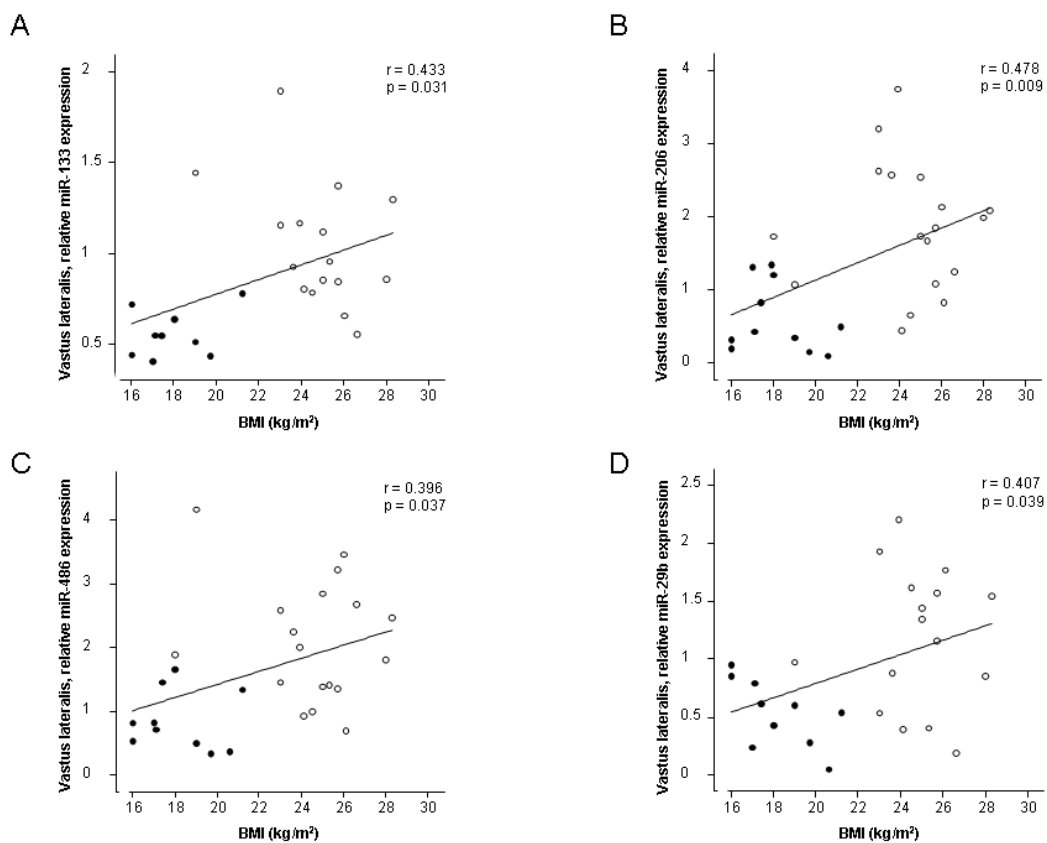 A
r = 0.433
p = 0.031
Vastus lateralis, relative miR-133 expression
2
1.5
1
0.5
16 18 20 22 24 26 28 30
BMI (kg/m²)
B
r = 0.478
p = 0.009
Vastus lateralis, relative miR-206 expression
4
3
2
1
0
16 18 20 22 24 26 28 30
BMI (kg/m²)
C
r = 0.396
p = 0.037
Vastus lateralis, relative miR-486 expression
4
3
2
1
0
16 18 20 22 24 26 28 30
BMI (kg/m²)
D
r = 0.407
p = 0.039
Vastus lateralis, relative miR-29b expression
2.5
2
1.5
1
0.5
0
16 18 20 22 24 26 28 30
BMI (kg/m²)